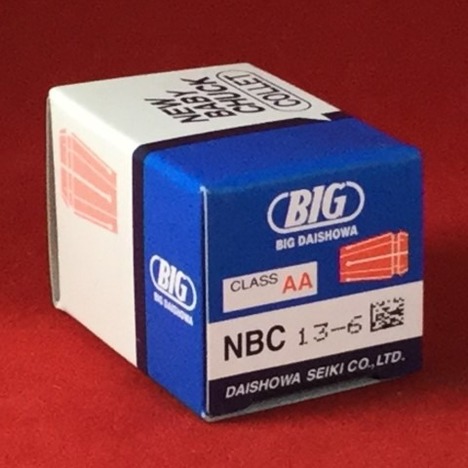 NEW
BABY
CHUCK
COLLET
BIG
BIG DAISHOWA
CLASS AA
NBC 13-6
DAISHOWA SEIKI CO., LTD.
BIG
BIG DAISHOWA